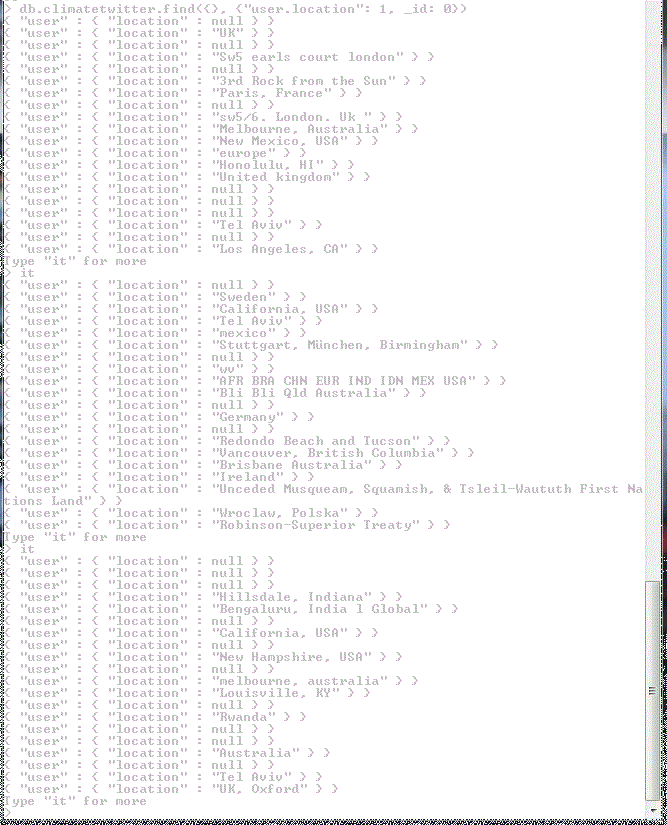 > db.climatetwitter.find({}, {"user.location": 1, _id: 0})
{ "user" : { "location" : null } }
{ "user" : { "location" : "UK" } }
{ "user" : { "location" : null } }
{ "user" : { "location" : "Sw5 earls court london" } }
{ "user" : { "location" : null } }
{ "user" : { "location" : "3rd Rock from the Sun" } }
{ "user" : { "location" : "Paris, France" } }
{ "user" : { "location" : null } }
{ "user" : { "location" : "sw5/6. London. Uk " } }
{ "user" : { "location" : "Melbourne, Australia" } }
{ "user" : { "location" : "New Mexico, USA" } }
{ "user" : { "location" : "europe" } }
{ "user" : { "location" : "Honolulu, HI" } }
{ "user" : { "location" : "United kingdom" } }
{ "user" : { "location" : null } }
{ "user" : { "location" : null } }
{ "user" : { "location" : null } }
{ "user" : { "location" : "Tel Aviv" } }
{ "user" : { "location" : null } }
{ "user" : { "location" : "Los Angeles, CA" } }
Type "it" for more
> it
{ "user" : { "location" : null } }
{ "user" : { "location" : "Sweden" } }
{ "user" : { "location" : "California, USA" } }
{ "user" : { "location" : "Tel Aviv" } }
{ "user" : { "location" : "mexico" } }
{ "user" : { "location" : "Stuttgart, München, Birmingham" } }
{ "user" : { "location" : null } }
{ "user" : { "location" : "wv" } }
{ "user" : { "location" : "AFR BRA CHN EUR IND IDN MEX USA" } }
{ "user" : { "location" : "Bli Bli Qld Australia" } }
{ "user" : { "location" : null } }
{ "user" : { "location" : "Germany" } }
{ "user" : { "location" : null } }
{ "user" : { "location" : "Redondo Beach and Tucson" } }
{ "user" : { "location" : "Vancouver, British Columbia" } }
{ "user" : { "location" : "Brisbane Australia" } }
{ "user" : { "location" : "Ireland" } }
{ "user" : { "location" : "Unceded Musqueam, Squamish, & Tsleil-Waututh First Na
tions Land" } }
{ "user" : { "location" : "Wroclaw, Polska" } }
{ "user" : { "location" : "Robinson-Superior Treaty" } }
Type "it" for more
> it
{ "user" : { "location" : null } }
{ "user" : { "location" : null } }
{ "user" : { "location" : null } }
{ "user" : { "location" : "Hillsdale, Indiana" } }
{ "user" : { "location" : "Bengaluru, India l Global" } }
{ "user" : { "location" : null } }
{ "user" : { "location" : "California, USA" } }
{ "user" : { "location" : null } }
{ "user" : { "location" : "New Hampshire, USA" } }
{ "user" : { "location" : null } }
{ "user" : { "location" : "melbourne, australia" } }
{ "user" : { "location" : "Louisville, KY" } }
{ "user" : { "location" : null } }
{ "user" : { "location" : "Rwanda" } }
{ "user" : { "location" : null } }
{ "user" : { "location" : null } }
{ "user" : { "location" : "Australia" } }
{ "user" : { "location" : null } }
{ "user" : { "location" : "Tel Aviv" } }
{ "user" : { "location" : "UK, Oxford" } }
Type "it" for more
>